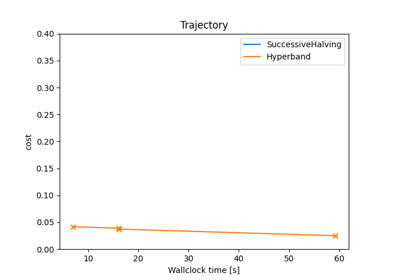 Trajectory
SuccessiveHalving
Hyperband
cost
0.40
0.35
0.30
0.25
0.20
0.15
0.10
0.05
0.00
10 20 30 40 50 60
Wallclock time [s]